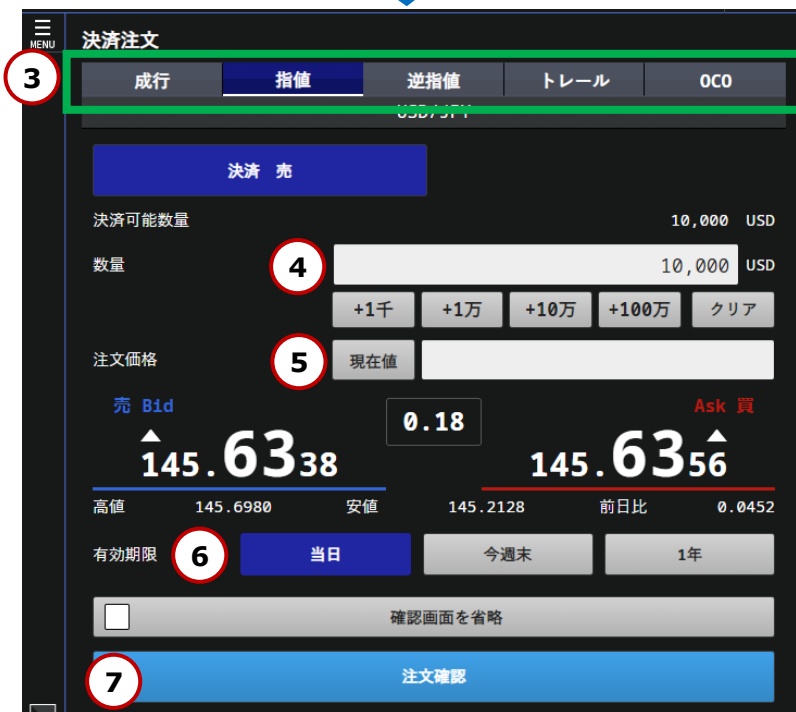 MENU 決済注文
③ 成行 指値 逆指値 トレール OCO
USD/JPY
決済 売
決済可能数量 10,000 USD
数量 ④ 10,000 USD
+1千 +1万 +10万 +100万 クリア
注文価格 ⑤ 現在値
売 Bid 0.18 Ask 買
145.6338 145.6356
高値 145.6980 安値 145.2128 前日比 0.0452
有効期限 ⑥ 当日 今週末 1年
確認画面を省略
⑦ 注文確認